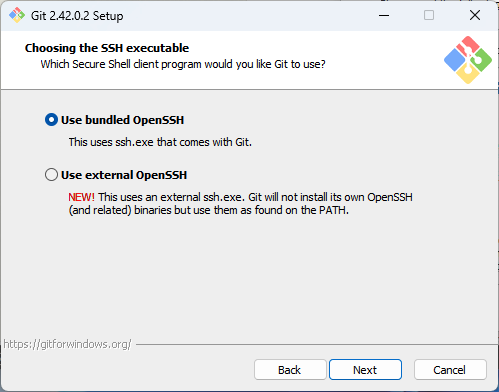 Git 2.42.0.2 Setup
Choosing the SSH executable
Which Secure Shell client program would you like Git to use?
Use bundled OpenSSH
This uses ssh.exe that comes with Git.
Use external OpenSSH
NEW! This uses an external ssh.exe. Git will not install its own OpenSSH
(and related) binaries but use them as found on the PATH.
https://gitforwindows.org/
Back
Next
Cancel